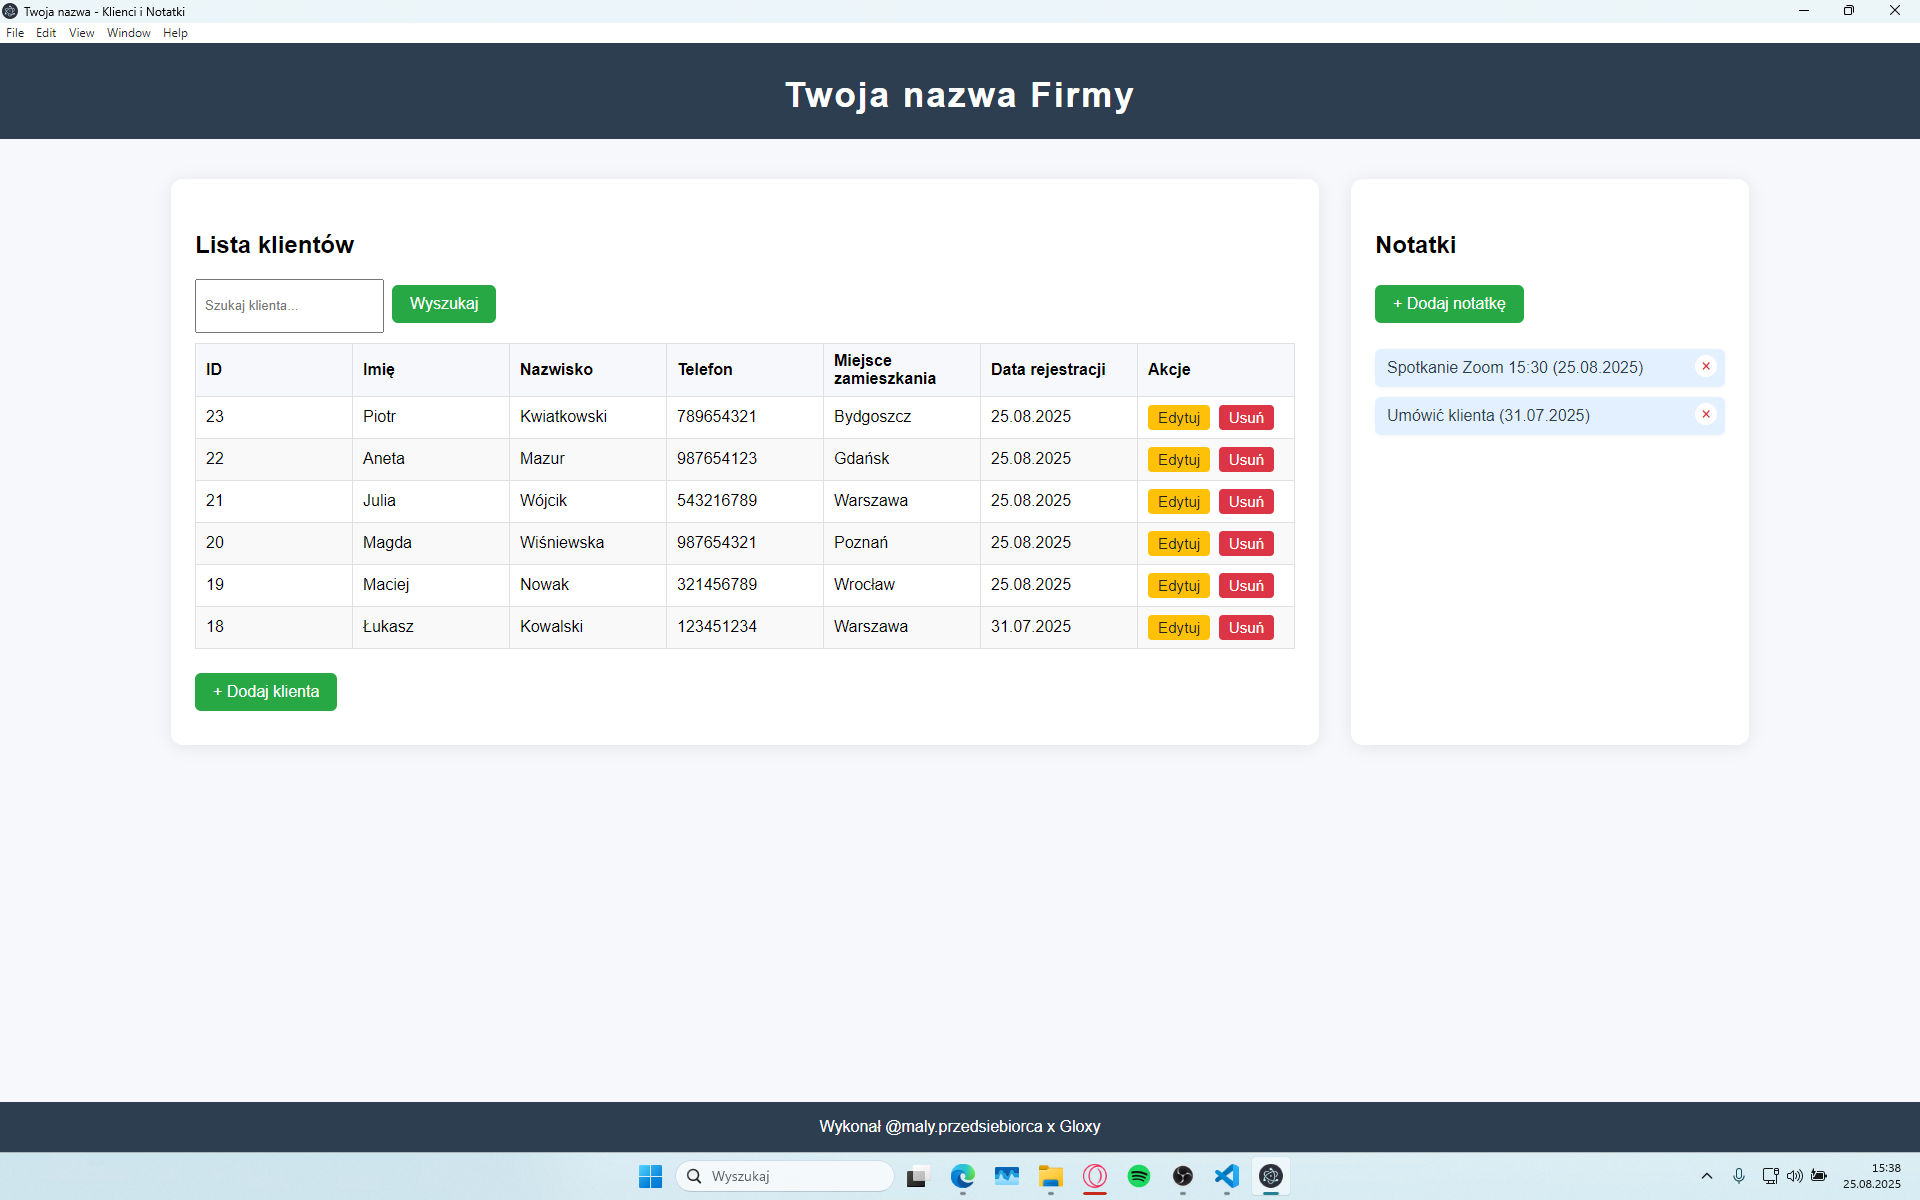 Twoja nazwa - Klienci i Notatki
File Edit View Window Help
Twoja nazwa Firmy
Lista klientów
Szukaj klienta...
Wyszukaj
ID Imię Nazwisko Telefon Miejsce zamieszkania Data rejestracji Akcje
23 Piotr Kwiatkowski 789654321 Bydgoszcz 25.08.2025 Edytuj Usuń
22 Aneta Mazur 987654123 Gdańsk 25.08.2025 Edytuj Usuń
21 Julia Wójcik 543216789 Warszawa 25.08.2025 Edytuj Usuń
20 Magda Wiśniewska 987654321 Poznań 25.08.2025 Edytuj Usuń
19 Maciej Nowak 321456789 Wrocław 25.08.2025 Edytuj Usuń
18 Łukasz Kowalski 123451234 Warszawa 31.07.2025 Edytuj Usuń
+ Dodaj klienta
Notatki
+ Dodaj notatkę
Spotkanie Zoom 15:30 (25.08.2025) ×
Umówić klienta (31.07.2025) ×
Wykonał @maly.przedsiebiorca x Gloxy
Wyszukaj
15:38
25.08.2025